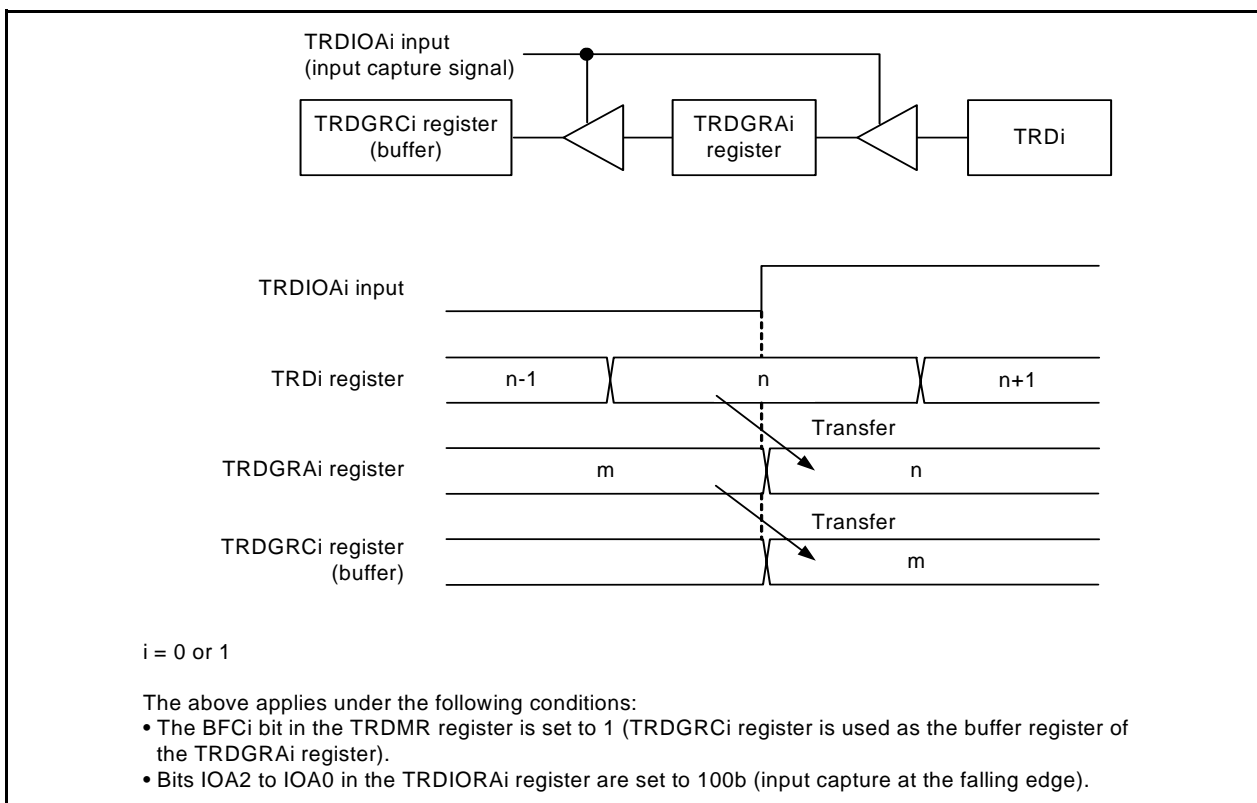 TRDIOAi input
(input capture signal)
TRDGRCi register
(buffer)
TRDGRAi
register
TRDi
TRDIOAi input
TRDi register
n-1
n
n+1
Transfer
TRDGRAi register
m
n
Transfer
TRDGRCi register
(buffer)
m
i = 0 or 1
The above applies under the following conditions:
• The BFCi bit in the TRDMR register is set to 1 (TRDGRCi register is used as the buffer register of
the TRDGRAi register).
• Bits IOA2 to IOA0 in the TRDIORAi register are set to 100b (input capture at the falling edge).